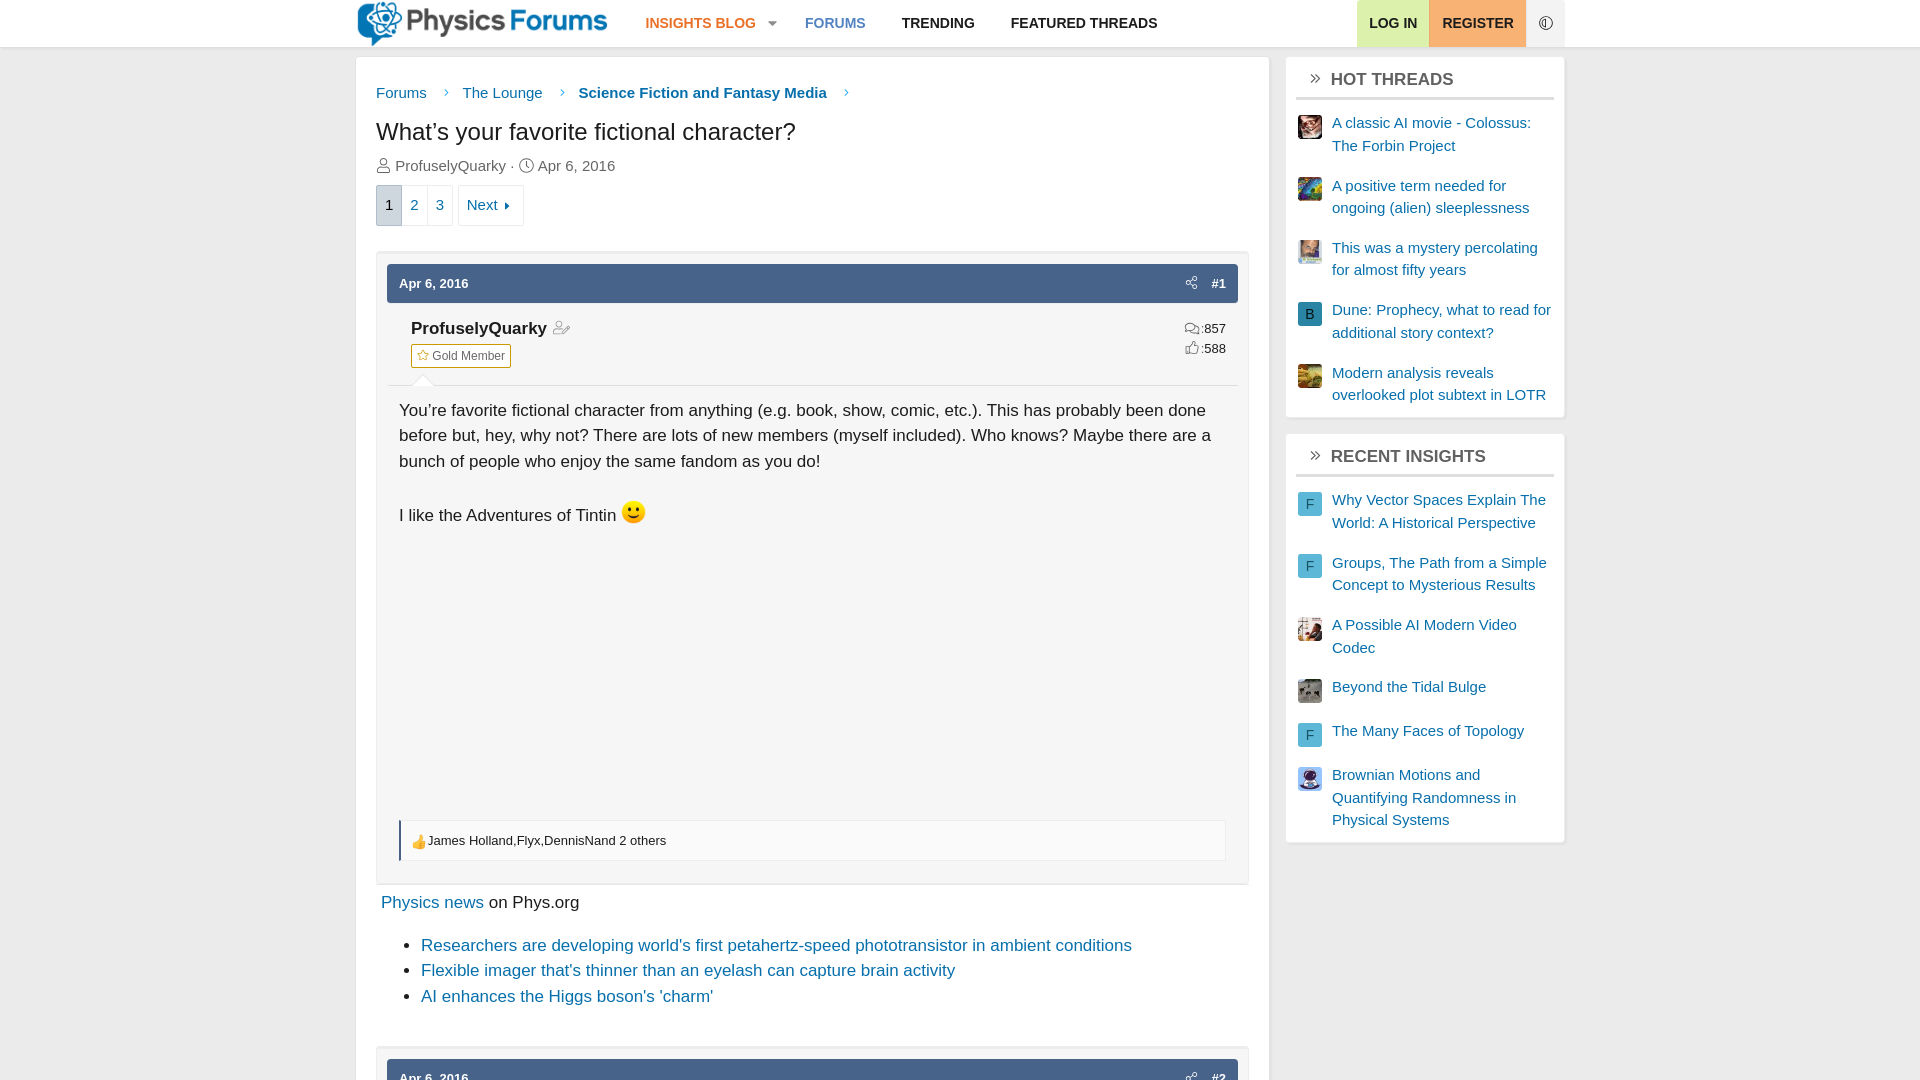 Physics Forums
INSIGHTS BLOG
FORUMS
TRENDING
FEATURED THREADS
LOG IN
REGISTER
Forums
The Lounge
Science Fiction and Fantasy Media
What’s your favorite fictional character?
ProfuselyQuarky · Apr 6, 2016
1
2
3
Next
Apr 6, 2016
#1
ProfuselyQuarky
Gold Member
:857
:588
You’re favorite fictional character from anything (e.g. book, show, comic, etc.). This has probably been done
before but, hey, why not? There are lots of new members (myself included). Who knows? Maybe there are a
bunch of people who enjoy the same fandom as you do!
I like the Adventures of Tintin
James Holland,Flyx,DennisNand 2 others
Physics news on Phys.org
Researchers are developing world's first petahertz-speed phototransistor in ambient conditions
Flexible imager that's thinner than an eyelash can capture brain activity
AI enhances the Higgs boson's 'charm'
Apr 6, 2016
#2
HOT THREADS
A classic AI movie - Colossus:
The Forbin Project
A positive term needed for
ongoing (alien) sleeplessness
This was a mystery percolating
for almost fifty years
B
Dune: Prophecy, what to read for
additional story context?
Modern analysis reveals
overlooked plot subtext in LOTR
RECENT INSIGHTS
F
Why Vector Spaces Explain The
World: A Historical Perspective
F
Groups, The Path from a Simple
Concept to Mysterious Results
A Possible AI Modern Video
Codec
Beyond the Tidal Bulge
F
The Many Faces of Topology
Brownian Motions and
Quantifying Randomness in
Physical Systems